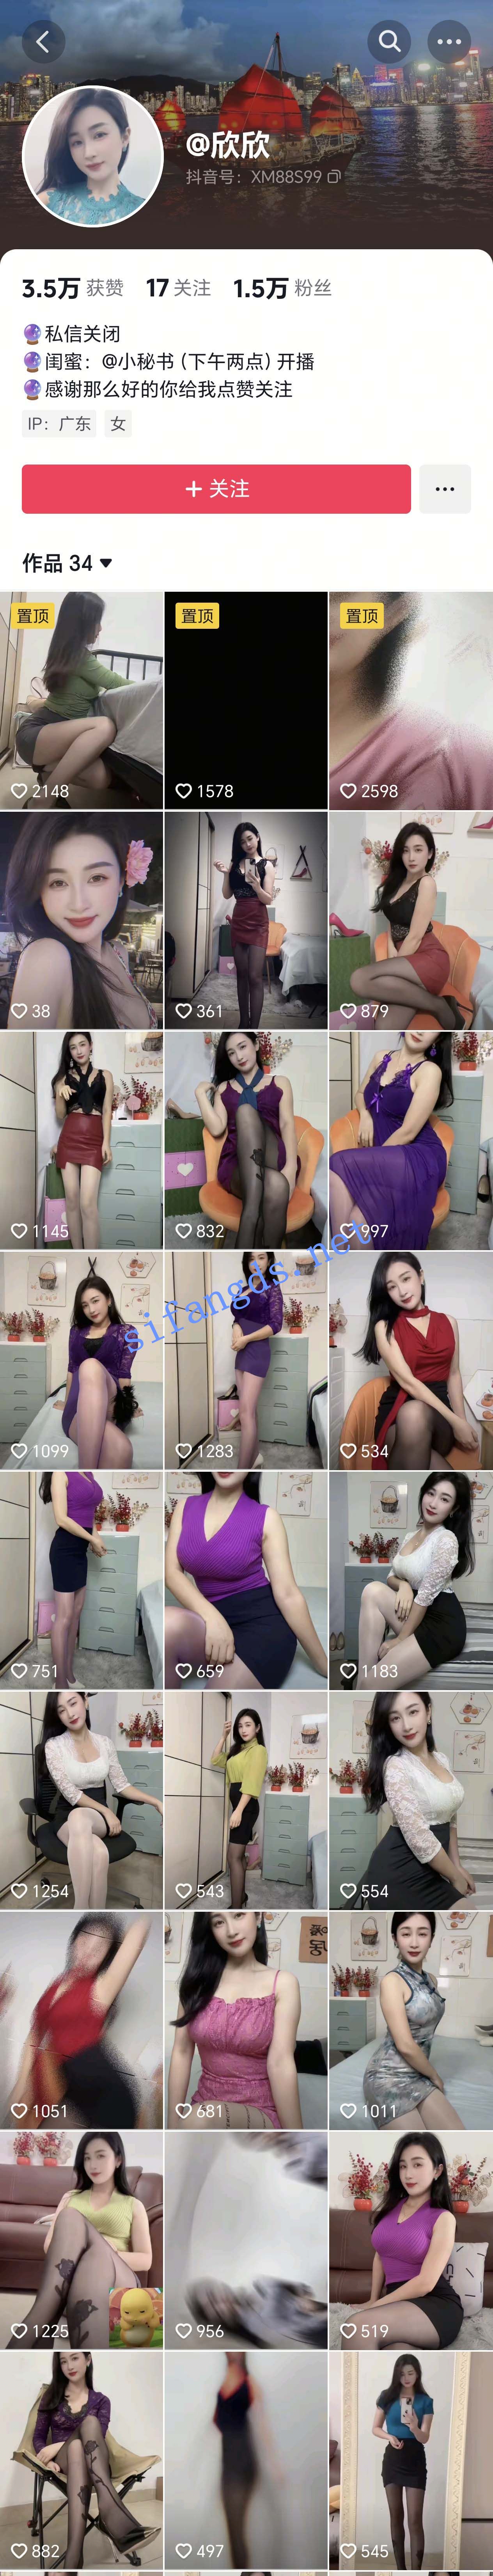 @欣欣
抖音号：XM88S99
3.5万 获赞 17 关注 1.5万 粉丝
🔮私信关闭
🔮闺蜜：@小秘书（下午两点）开播
🔮感谢那么好的你给我点赞关注
IP：广东 女
+ 关注
作品 34
置顶 置顶 置顶
2148 1578 2598
38 361 879
1145 832 997
sifangds.net
1099 1283 534
751 659 1183
1254 543 554
1051 681 1011
1225 956 519
882 497 545